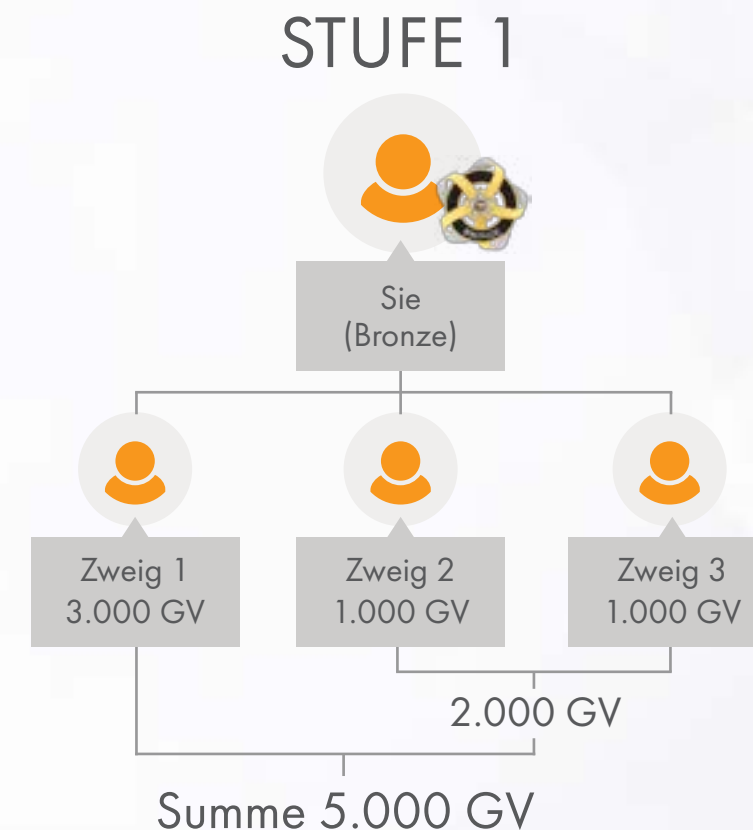 STUFE 1
Sie
(Bronze)
Zweig 1
3.000 GV
Zweig 2
1.000 GV
Zweig 3
1.000 GV
2.000 GV
Summe 5.000 GV